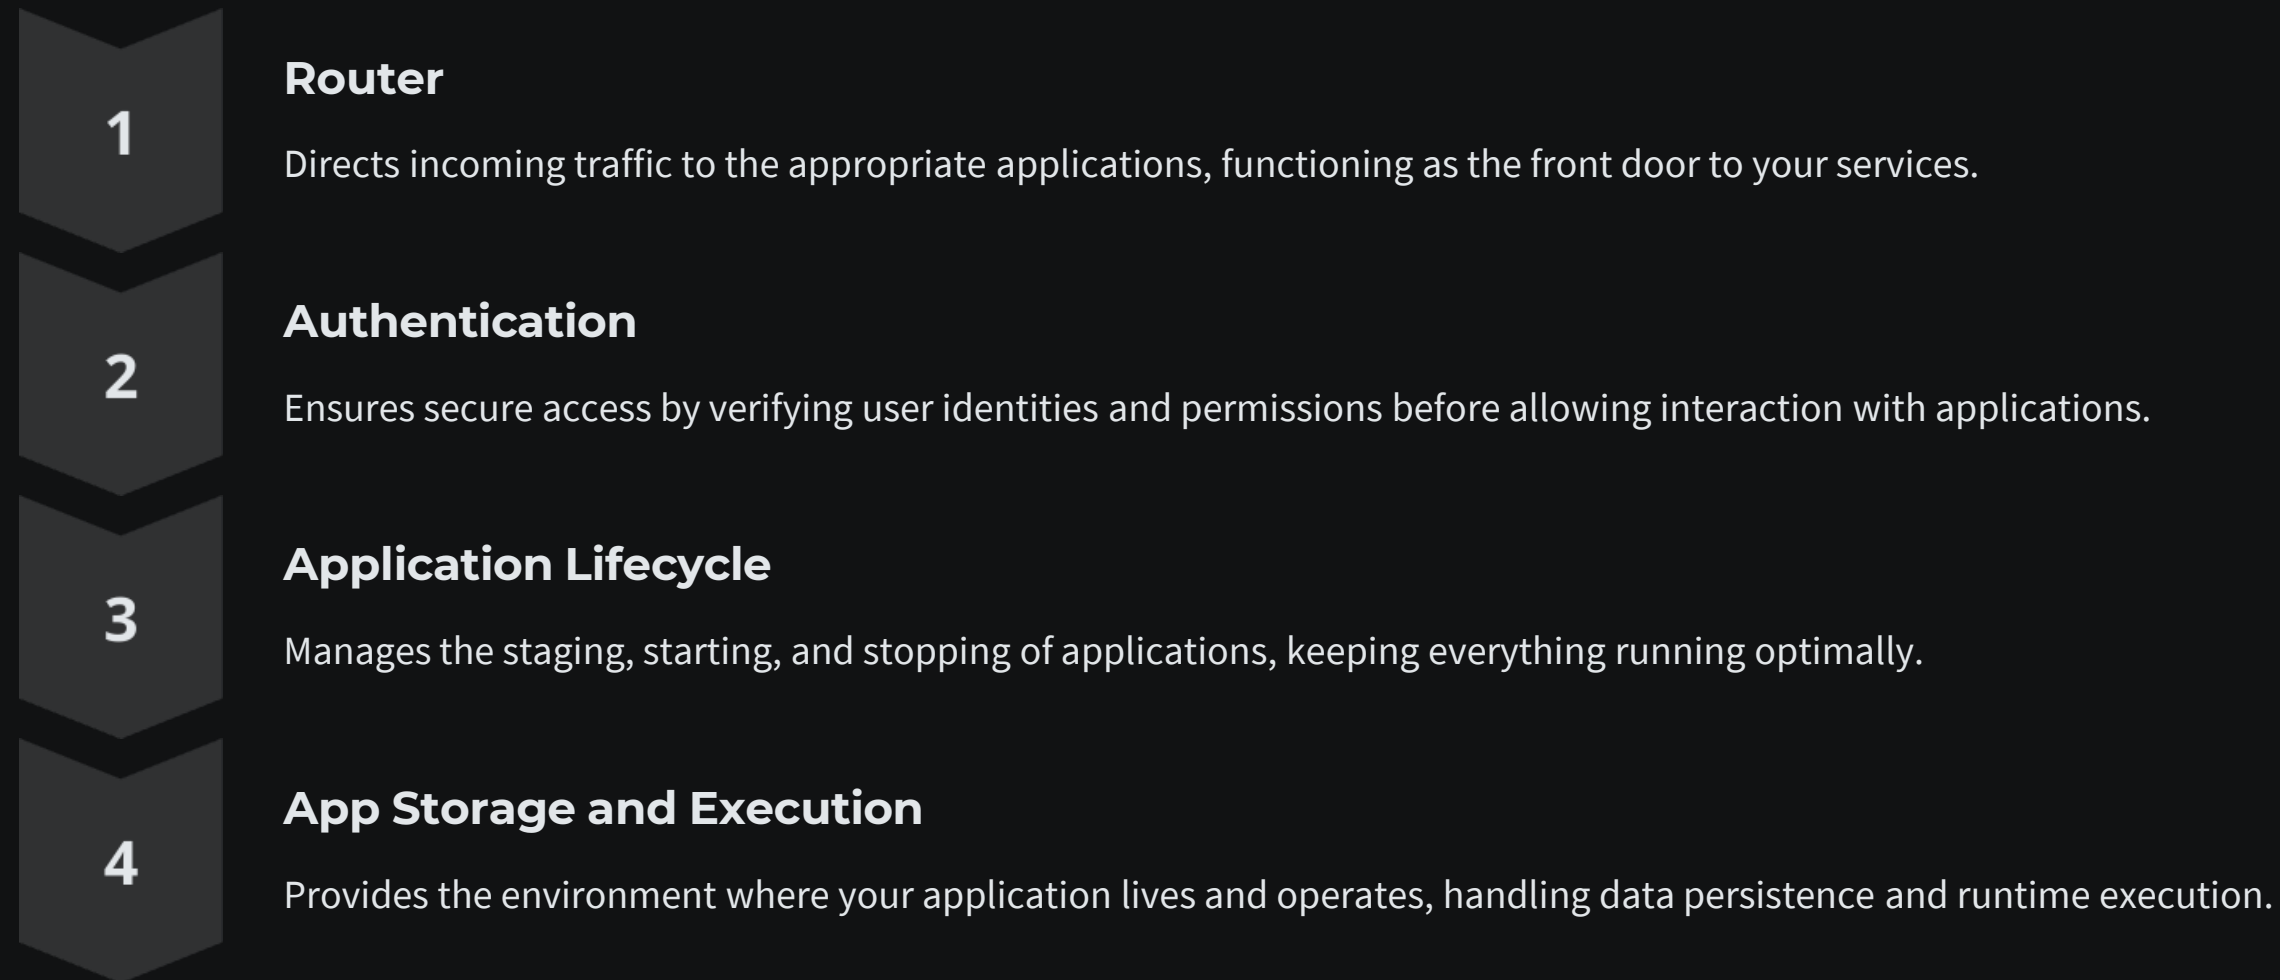 1
Router
Directs incoming traffic to the appropriate applications, functioning as the front door to your services.
2
Authentication
Ensures secure access by verifying user identities and permissions before allowing interaction with applications.
3
Application Lifecycle
Manages the staging, starting, and stopping of applications, keeping everything running optimally.
4
App Storage and Execution
Provides the environment where your application lives and operates, handling data persistence and runtime execution.